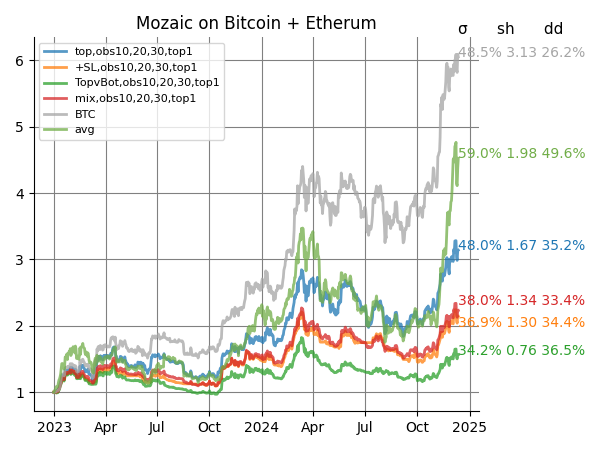 Mozaic on Bitcoin + Etherum
σ sh dd
top,obs10,20,30,top1
+SL,obs10,20,30,top1
TopvBot,obs10,20,30,top1
mix,obs10,20,30,top1
BTC
avg
48.5% 3.13 26.2%
59.0% 1.98 49.6%
48.0% 1.67 35.2%
38.0% 1.34 33.4%
36.9% 1.30 34.4%
34.2% 0.76 36.5%
6
5
4
3
2
1
2023 Apr Jul Oct 2024 Apr Jul Oct 2025